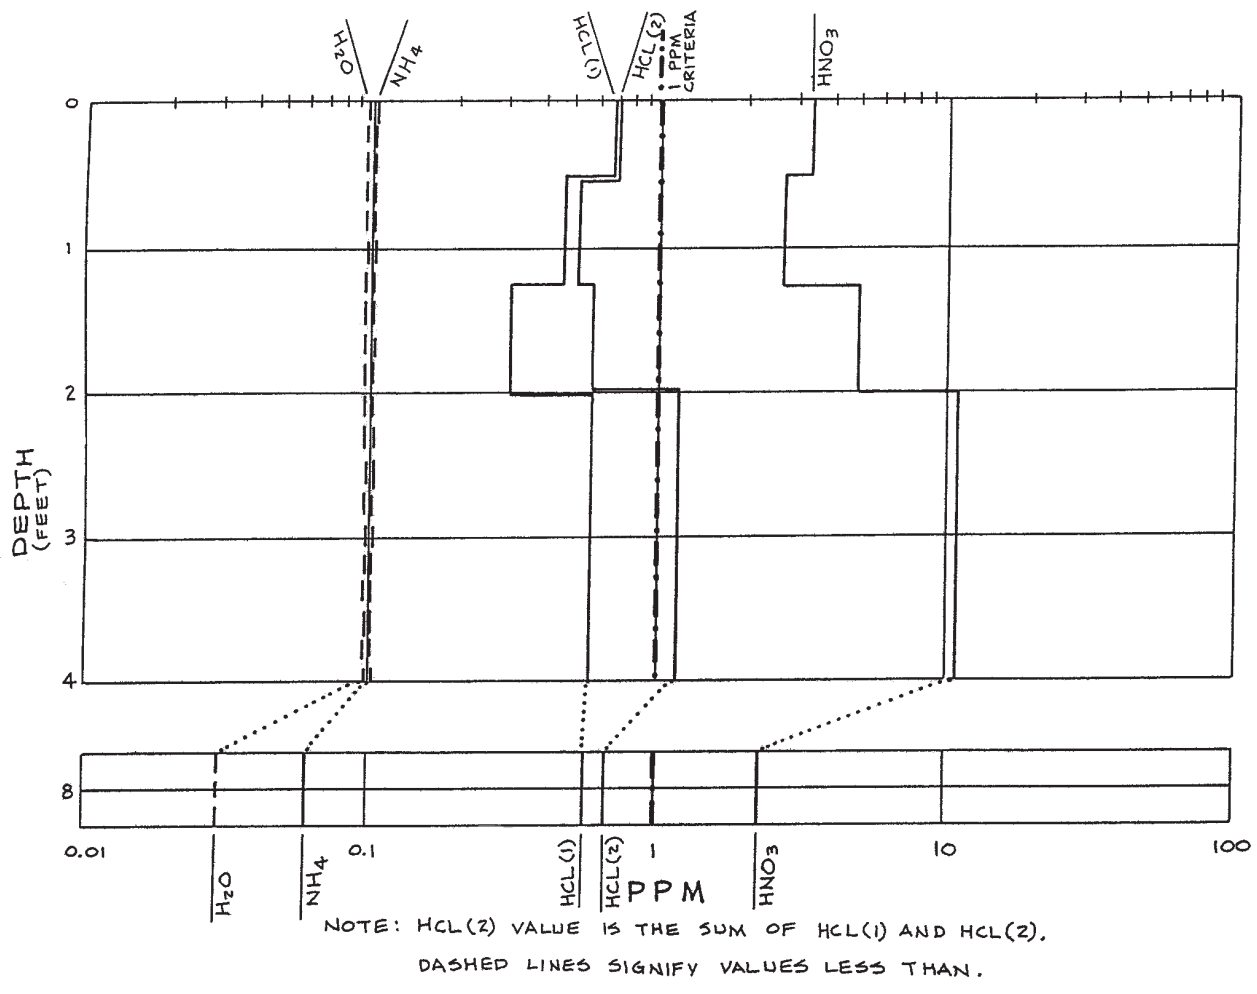 H2O
NH4
HCL(1)
HCL(2)
1 PPM
CRITERIA
HNO3
0
1
2
3
4
DEPTH
(FEET)
8
0.01
0.1
1
10
100
H2O
NH4
HCL(1)
HCL(2)
PPM
HNO3
NOTE: HCL(2) VALUE IS THE SUM OF HCL(1) AND HCL(2).
DASHED LINES SIGNIFY VALUES LESS THAN.